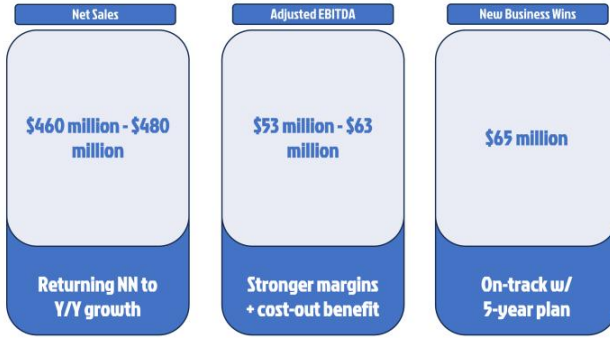 Net Sales
$460 million - $480
million
Returning NN to
Y/Y growth
Adjusted EBITDA
$53 million - $63
million
Stronger margins
+ cost-out benefit
New Business Wins
$65 million
On-track w/
5-year plan